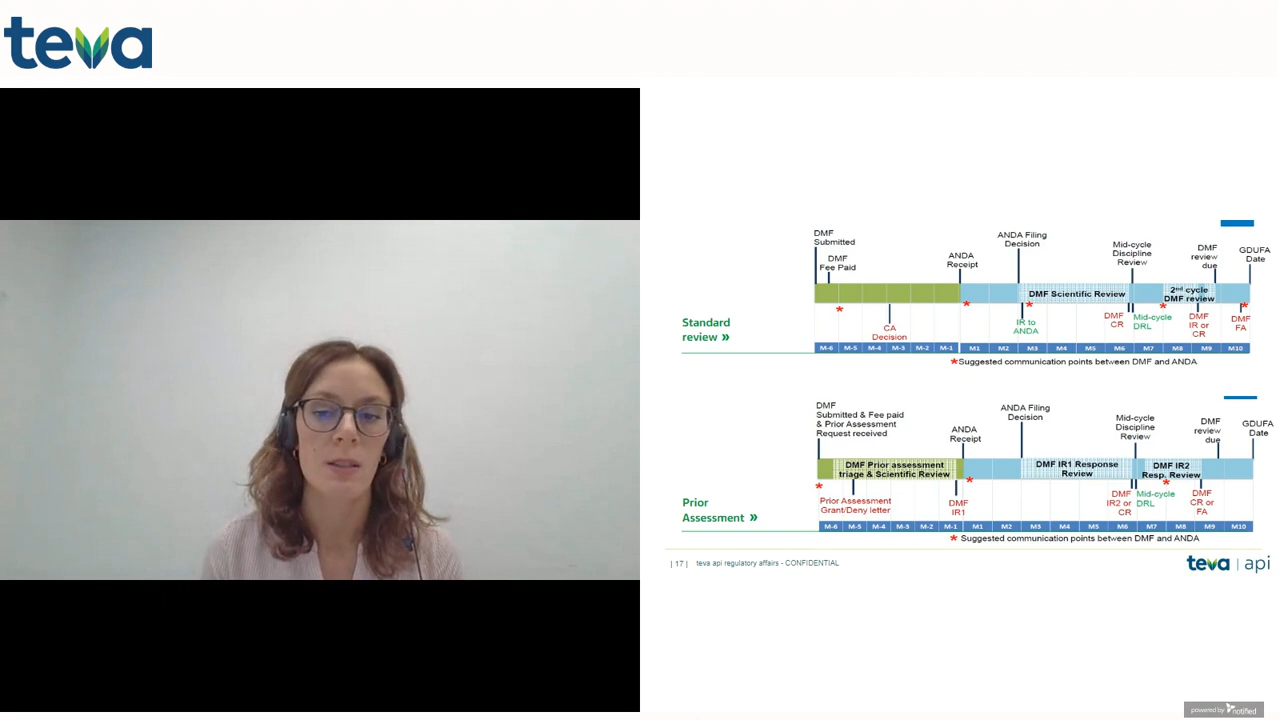 teva
DMF
Submitted
DMF
Fee Paid
ANDA
Receipt
ANDA Filing
Decision
Mid-cycle
Discipline
Review
DMF
review
due
GDUFA
Date
DMF Scientific Review
2nd cycle
DMF review
*
*
*
*
*
Standard
review »
CA
Decision
IR to
ANDA
DMF
CR
Mid-cycle
DRL
DMF
IR or
CR
DMF
FA
M-6 M-5 M-4 M-3 M-2 M-1 M1 M2 M3 M4 M5 M6 M7 M8 M9 M10
*Suggested communication points between DMF and ANDA
DMF
Submitted & Fee paid
& Prior Assessment
Request received
ANDA
Receipt
ANDA Filing
Decision
Mid-cycle
Discipline
Review
DMF
review
due
GDUFA
Date
DMF Prior assessment
triage & Scientific Review
DMF IR1 Response
Review
DMF IR2
Resp. Review
*
*
*
Prior
Assessment »
Prior Assessment
Grant/Deny letter
DMF
IR1
DMF
IR2 or
CR
Mid-cycle
DRL
DMF
CR or
FA
M-6 M-5 M-4 M-3 M-2 M-1 M1 M2 M3 M4 M5 M6 M7 M8 M9 M10
* Suggested communication points between DMF and ANDA
| 17 | teva api regulatory affairs - CONFIDENTIAL
teva | api
powered by notified